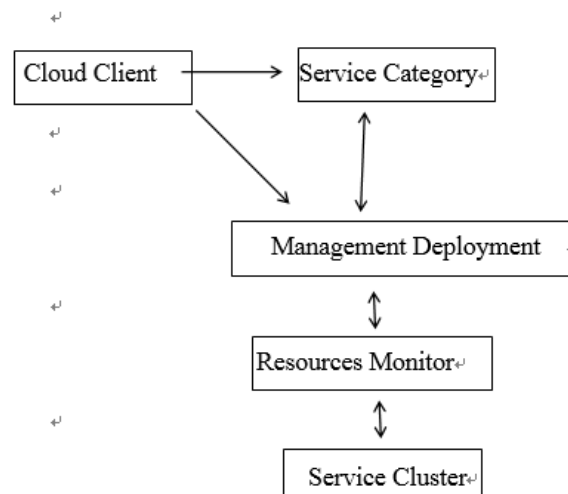 Cloud Client
Service Category
Management Deployment
Resources Monitor
Service Cluster